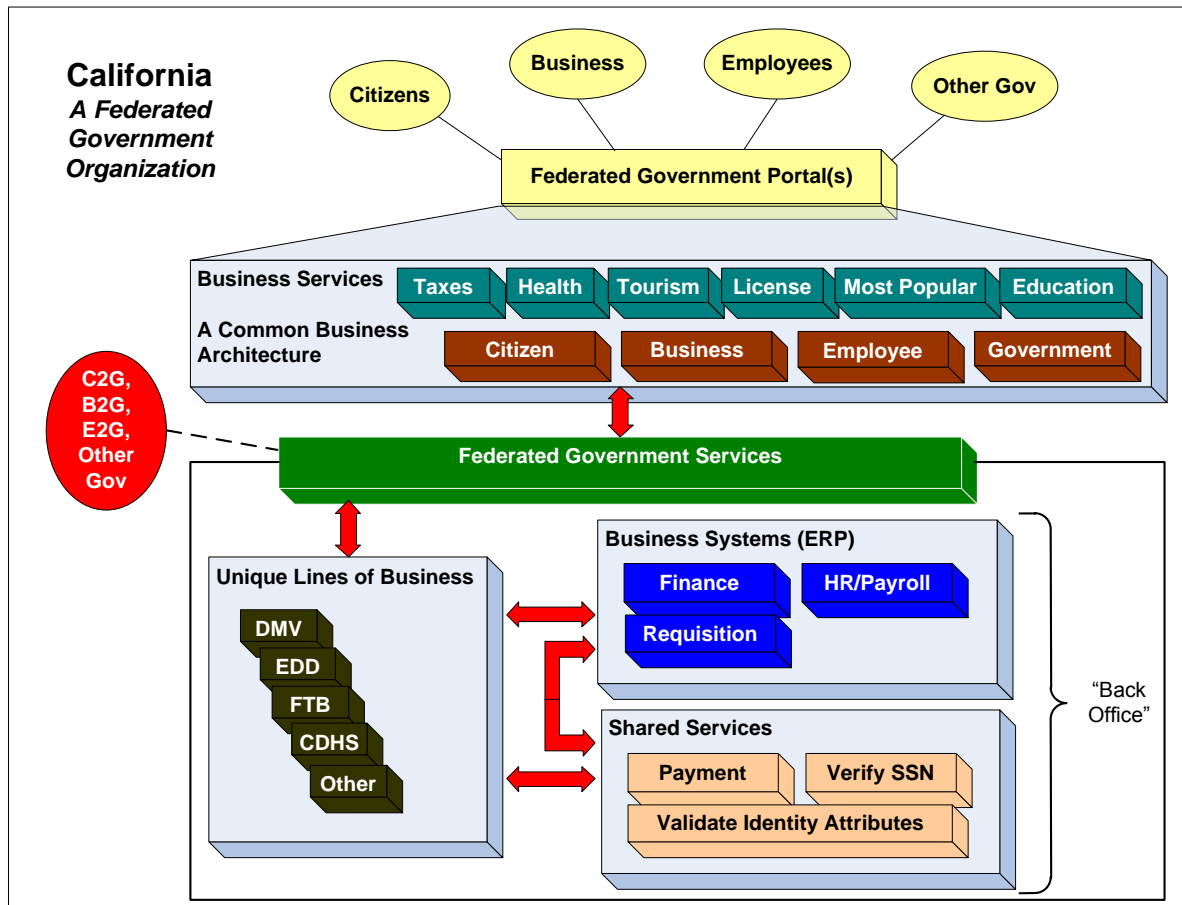 California
A Federated
Government
Organization
Citizens
Business
Employees
Other Gov
Federated Government Portal(s)
Business Services
Taxes
Health
Tourism
License
Most Popular
Education
A Common Business
Architecture
Citizen
Business
Employee
Government
C2G,
B2G,
E2G,
Other
Gov
Federated Government Services
Unique Lines of Business
DMV
EDD
FTB
CDHS
Other
Business Systems (ERP)
Finance
HR/Payroll
Requisition
Shared Services
Payment
Verify SSN
Validate Identity Attributes
“Back
Office”